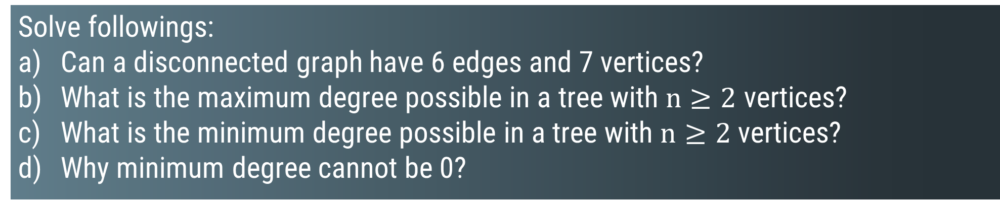 Solve followings:
a) Can a disconnected graph have 6 edges and 7 vertices?
b) What is the maximum degree possible in a tree with n ≥ 2 vertices?
c) What is the minimum degree possible in a tree with n ≥ 2 vertices?
d) Why minimum degree cannot be 0?